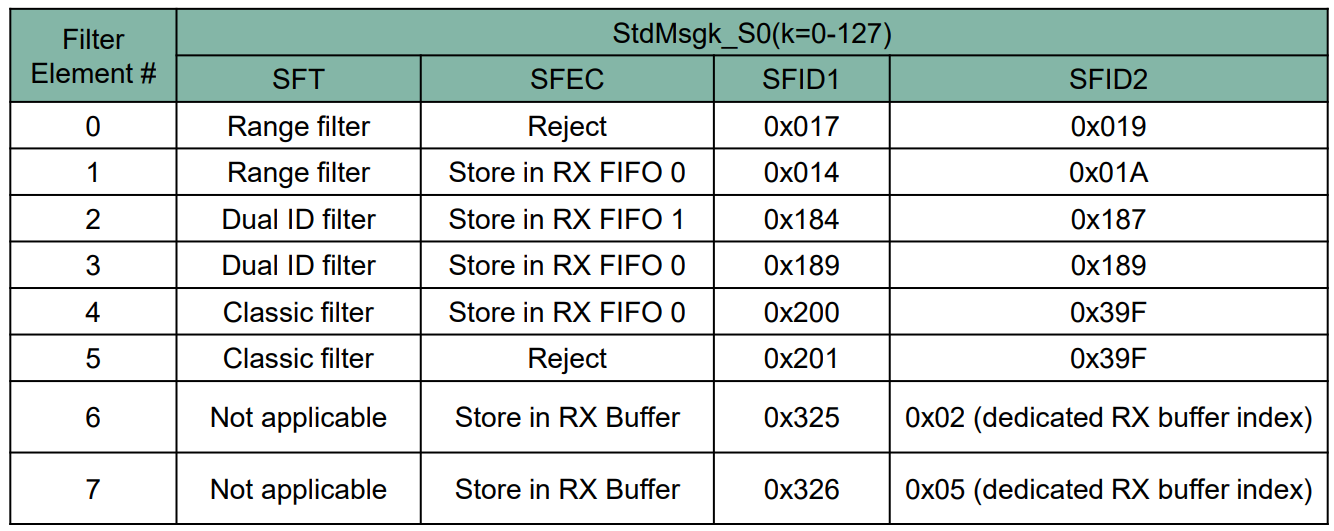 Filter
Element #
StdMsgk_S0(k=0-127)
SFT SFEC SFID1 SFID2
0 Range filter Reject 0x017 0x019
1 Range filter Store in RX FIFO 0 0x014 0x01A
2 Dual ID filter Store in RX FIFO 1 0x184 0x187
3 Dual ID filter Store in RX FIFO 0 0x189 0x189
4 Classic filter Store in RX FIFO 0 0x200 0x39F
5 Classic filter Reject 0x201 0x39F
6 Not applicable Store in RX Buffer 0x325 0x02 (dedicated RX buffer index)
7 Not applicable Store in RX Buffer 0x326 0x05 (dedicated RX buffer index)